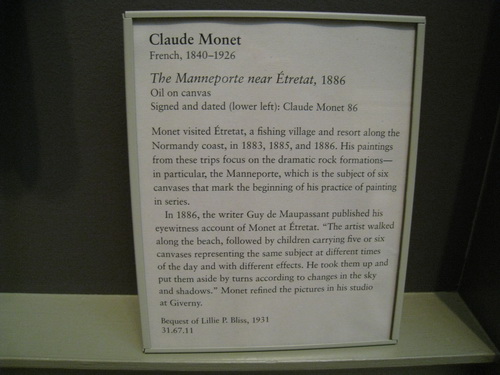 Claude Monet
French, 1840–1926
The Manneporte near Étretat, 1886
Oil on canvas
Signed and dated (lower left): Claude Monet 86
Monet visited Étretat, a fishing village and resort along the
Normandy coast, in 1883, 1885, and 1886. His paintings
from these trips focus on the dramatic rock formations—
in particular, the Manneporte, which is the subject of six
canvases that mark the beginning of his practice of painting
in series.
In 1886, the writer Guy de Maupassant published his
eyewitness account of Monet at Étretat. “The artist walked
along the beach, followed by children carrying five or six
canvases representing the same subject at different times
of the day and with different effects. He took them up and
put them aside by turns according to changes in the sky
and shadows.” Monet refined the pictures in his studio
at Giverny.
Bequest of Lillie P. Bliss, 1931
31.67.11